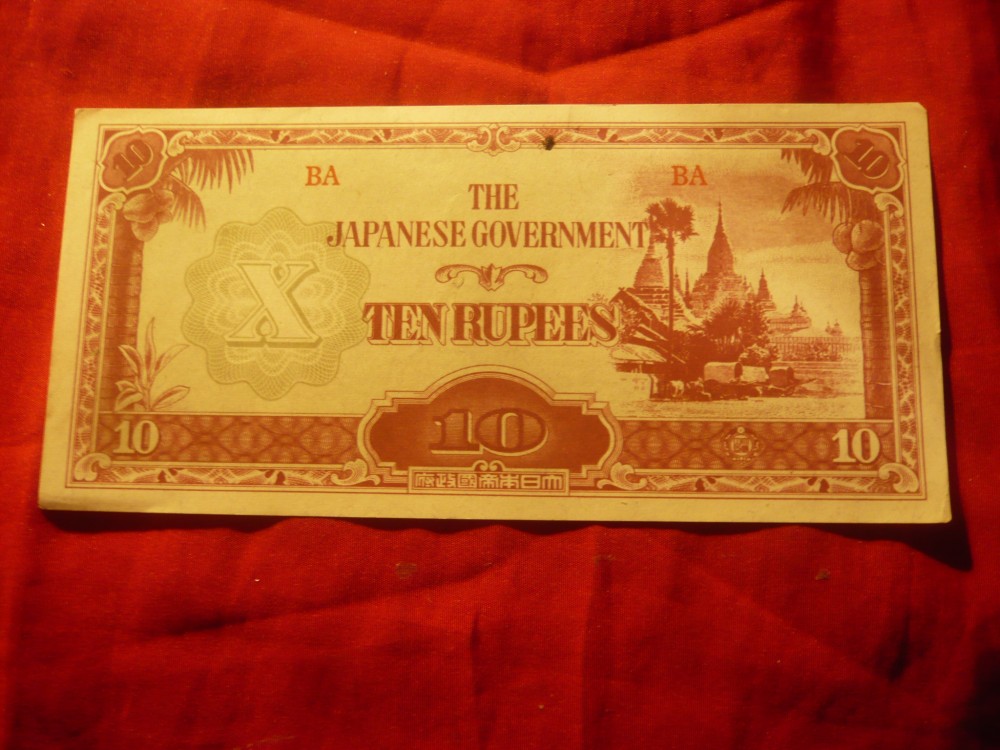 10 10
BA BA
THE
JAPANESE GOVERNMENT
X
TEN RUPEES
10 10 10
府政國帝本日大